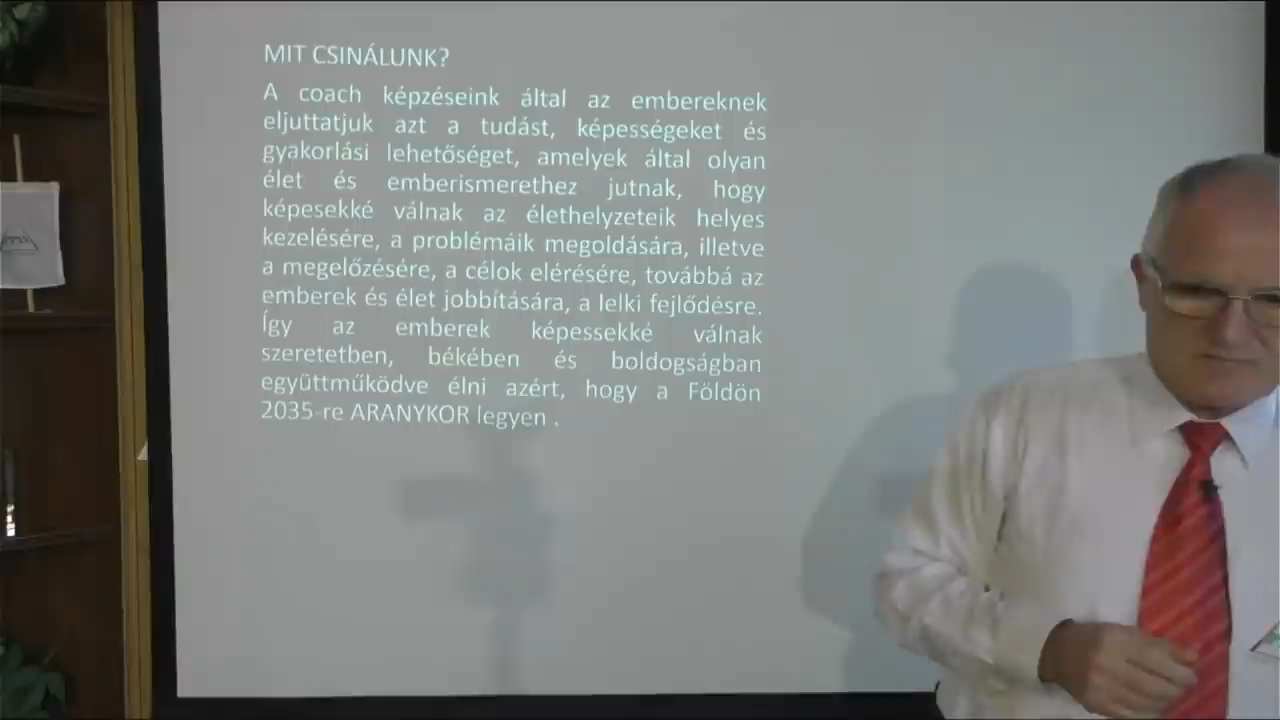 MIT CSINÁLUNK?
A coach képzéseink által az embereknek
eljuttatjuk azt a tudást, képességeket és
gyakorlási lehetőséget, amelyek által olyan
élet és emberismerethez jutnak, hogy
képesekké válnak az élethelyzeteik helyes
kezelésére, a problémáik megoldására, illetve
a megelőzésére, a célok elérésére, továbbá az
emberek és élet jobbítására, a lelki fejlődésre.
Így az emberek képessekké válnak
szeretetben, békében és boldogságban
együttműködve élni azért, hogy a Földön
2035-re ARANYKOR legyen .